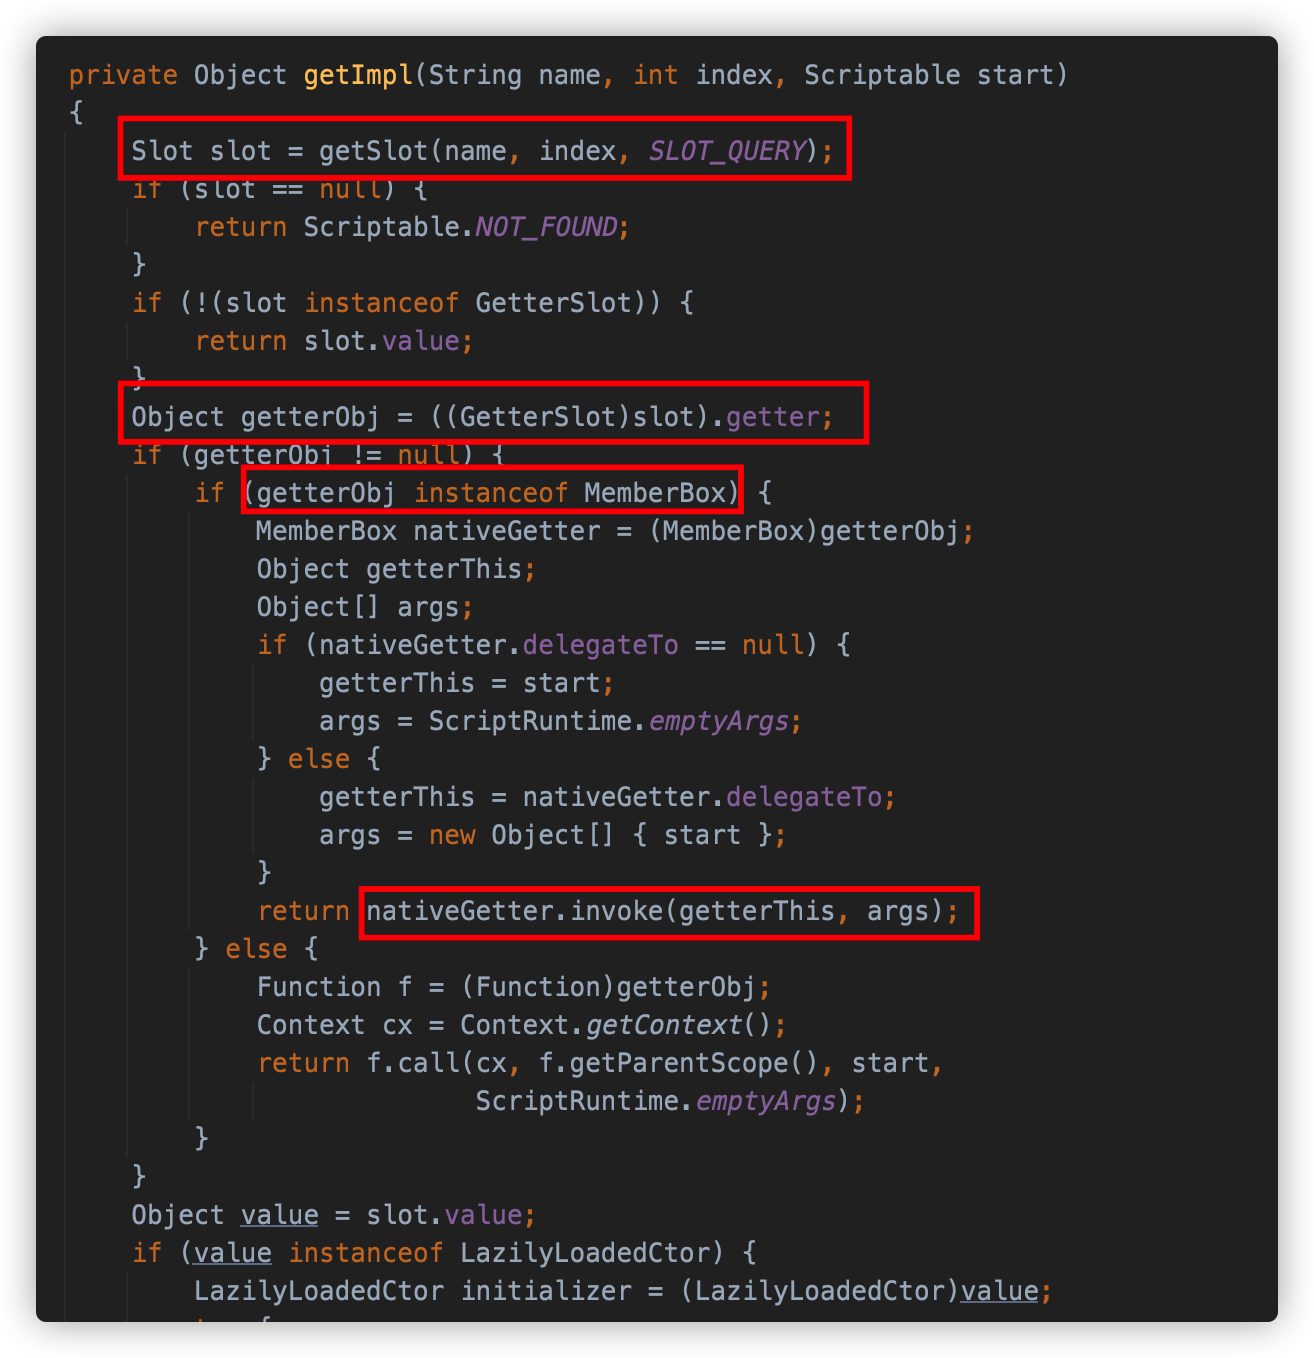 private Object getImpl(String name, int index, Scriptable start)
{
    Slot slot = getSlot(name, index, SLOT_QUERY);
    if (slot == null) {
        return Scriptable.NOT_FOUND;
    }
    if (!(slot instanceof GetterSlot)) {
        return slot.value;
    }
    Object getterObj = ((GetterSlot)slot).getter;
    if (getterObj != null) {
        if (getterObj instanceof MemberBox) {
            MemberBox nativeGetter = (MemberBox)getterObj;
            Object getterThis;
            Object[] args;
            if (nativeGetter.delegateTo == null) {
                getterThis = start;
                args = ScriptRuntime.emptyArgs;
            } else {
                getterThis = nativeGetter.delegateTo;
                args = new Object[] { start };
            }
            return nativeGetter.invoke(getterThis, args);
        } else {
            Function f = (Function)getterObj;
            Context cx = Context.getContext();
            return f.call(cx, f.getParentScope(), start,
                          ScriptRuntime.emptyArgs);
        }
    }
    Object value = slot.value;
    if (value instanceof LazilyLoadedCtor) {
        LazilyLoadedCtor initializer = (LazilyLoadedCtor)value;